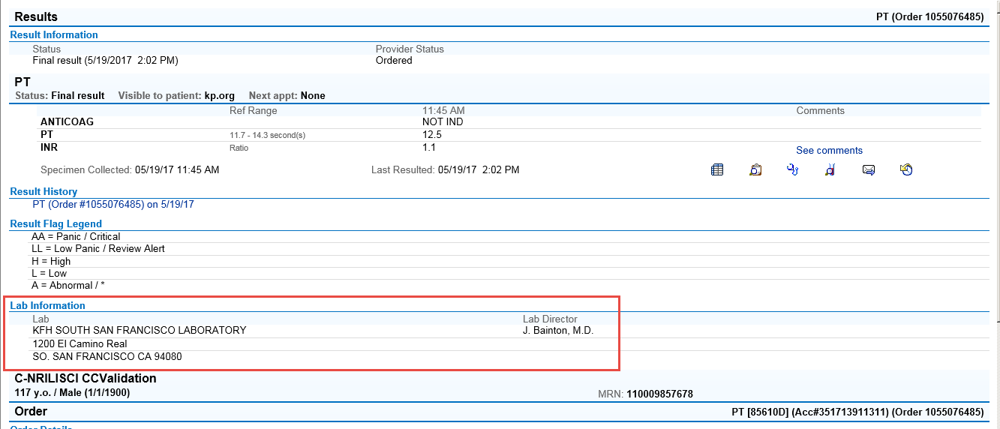 Results PT (Order 1055076485)
Result Information
Status Provider Status
Final result (5/19/2017 2:02 PM) Ordered
PT
Status: Final result Visible to patient: kp.org Next appt: None
Ref Range 11:45 AM Comments
ANTICOAG NOT IND
PT 11.7 - 14.3 second(s) 12.5
INR Ratio 1.1
See comments
Specimen Collected: 05/19/17 11:45 AM Last Resulted: 05/19/17 2:02 PM
Result History
PT (Order #1055076485) on 5/19/17
Result Flag Legend
AA = Panic / Critical
LL = Low Panic / Review Alert
H = High
L = Low
A = Abnormal / *
Lab Information
Lab Lab Director
KFH SOUTH SAN FRANCISCO LABORATORY J. Bainton, M.D.
1200 El Camino Real
SO. SAN FRANCISCO CA 94080
C-NRILISCI CCValidation
117 y.o. / Male (1/1/1900) MRN: 110009857678
Order PT [85610D] (Acc#351713911311) (Order 1055076485)
Order Details